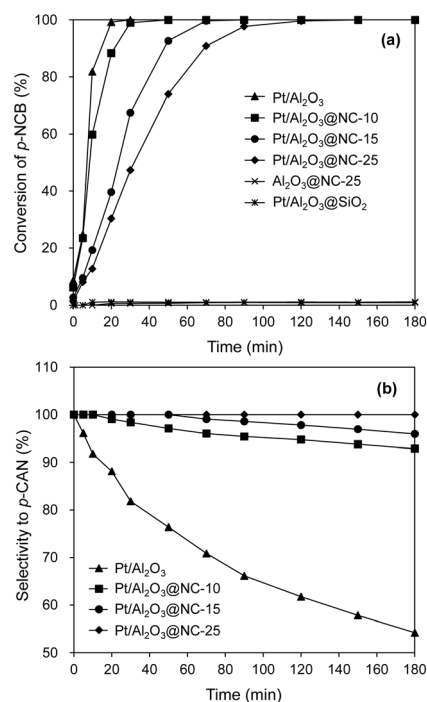 100
80
60
40
20
0
Conversion of p-NCB (%)
(a)
Pt/Al₂O₃
Pt/Al₂O₃@NC-10
Pt/Al₂O₃@NC-15
Pt/Al₂O₃@NC-25
Al₂O₃@NC-25
Pt/Al₂O₃@SiO₂
0 20 40 60 80 100 120 140 160 180
Time (min)
110
100
90
80
70
60
50
Selectivity to p-CAN (%)
(b)
Pt/Al₂O₃
Pt/Al₂O₃@NC-10
Pt/Al₂O₃@NC-15
Pt/Al₂O₃@NC-25
0 20 40 60 80 100 120 140 160 180
Time (min)